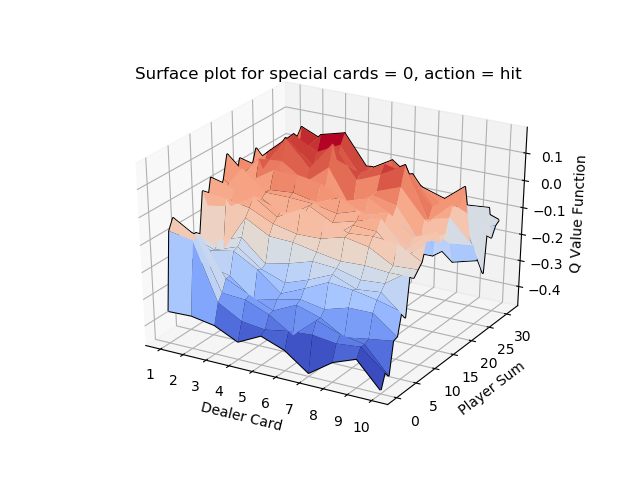 Surface plot for special cards = 0, action = hit
0.1
0.0
−0.1
−0.2
−0.3
−0.4
Q Value Function
30
25
20
15
10
5
0
Player Sum
1 2 3 4 5 6 7 8 9 10
Dealer Card